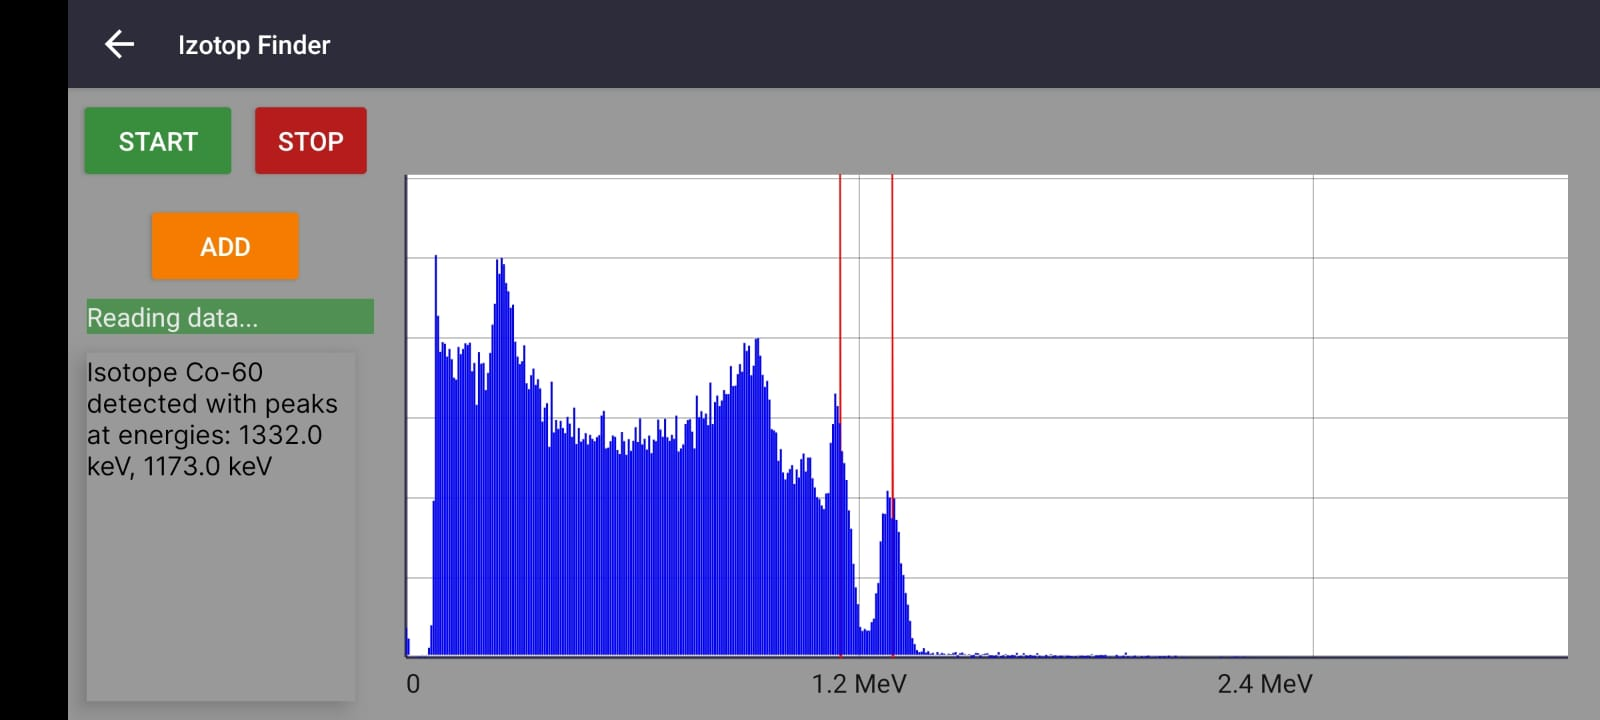 Izotop Finder
START
STOP
ADD
Reading data...
Isotope Co-60
detected with peaks
at energies: 1332.0
keV, 1173.0 keV
0
1.2 MeV
2.4 MeV